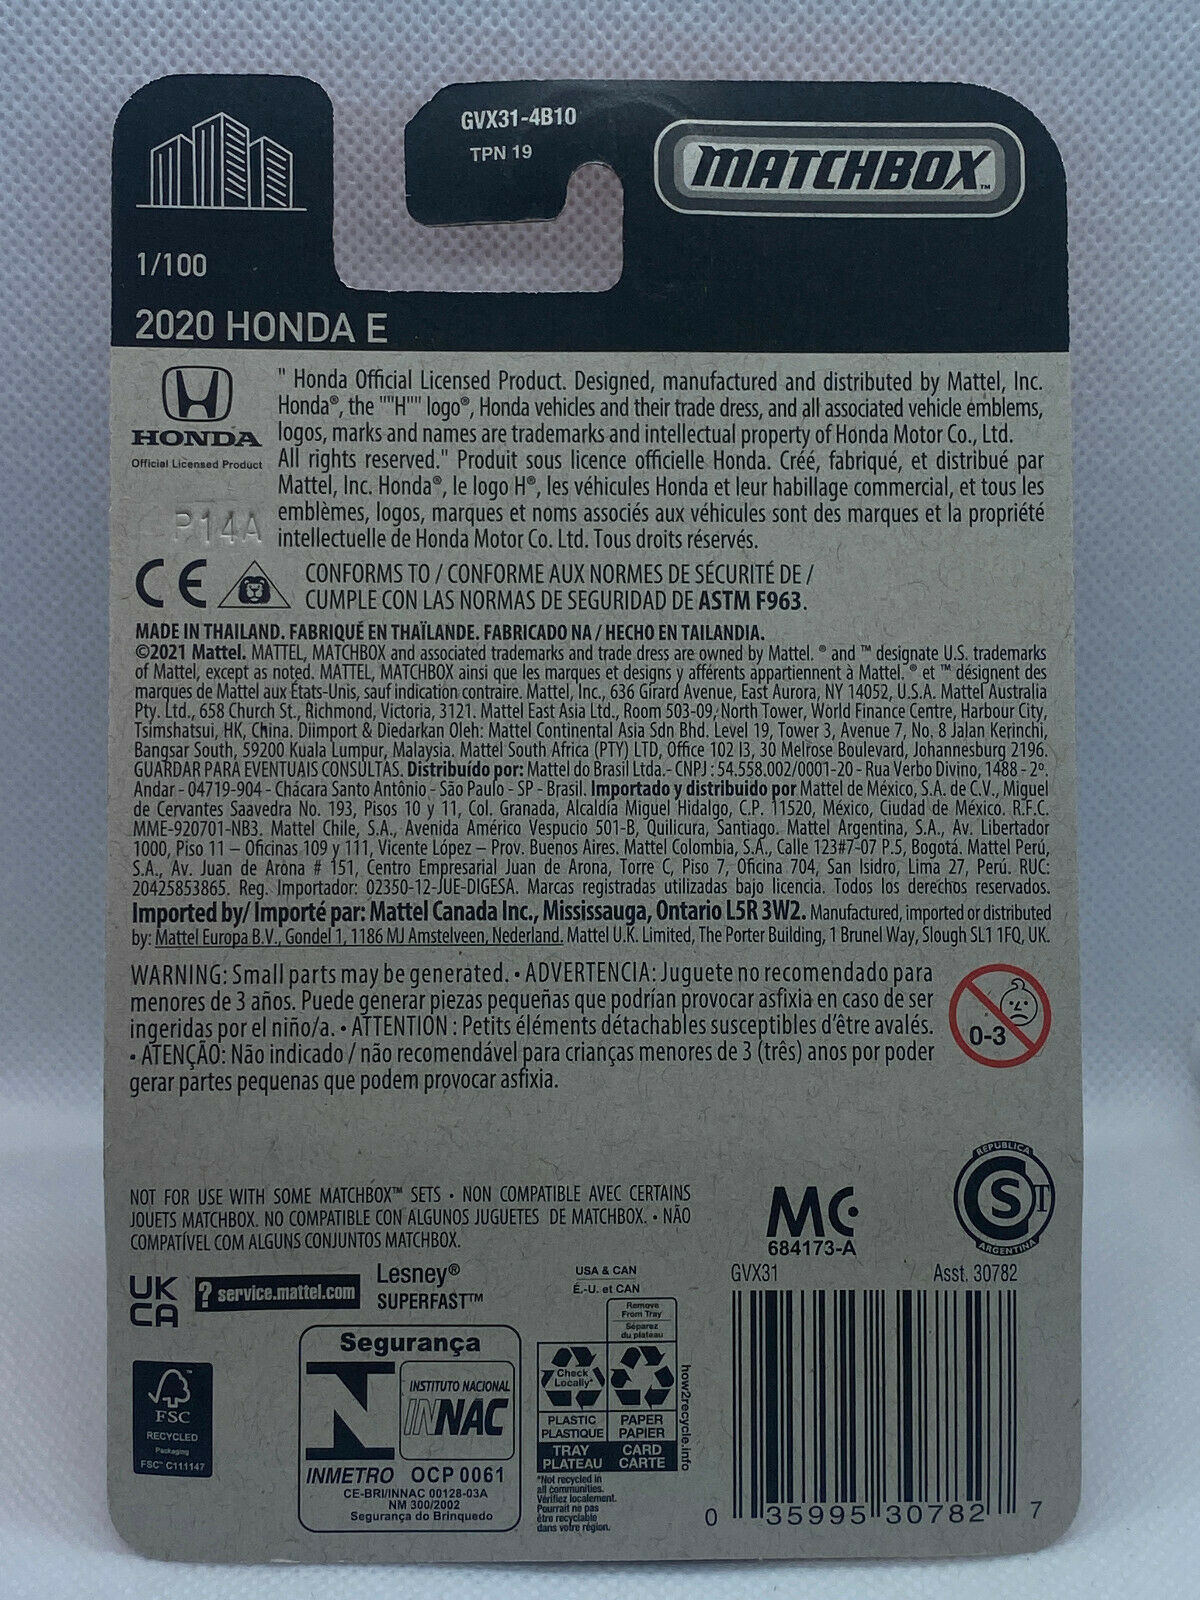 GVX31-4B10
TPN 19
MATCHBOX™
1/100
2020 HONDA E
HONDA
Official Licensed Product
P14A
" Honda Official Licensed Product. Designed, manufactured and distributed by Mattel, Inc.
Honda®, the ""H"" logo®, Honda vehicles and their trade dress, and all associated vehicle emblems,
logos, marks and names are trademarks and intellectual property of Honda Motor Co., Ltd.
All rights reserved." Produit sous licence officielle Honda. Créé, fabriqué, et distribué par
Mattel, Inc. Honda®, le logo H®, les véhicules Honda et leur habillage commercial, et tous les
emblèmes, logos, marques et noms associés aux véhicules sont des marques et la propriété
intellectuelle de Honda Motor Co. Ltd. Tous droits réservés.
CE
CONFORMS TO / CONFORME AUX NORMES DE SÉCURITÉ DE /
CUMPLE CON LAS NORMAS DE SEGURIDAD DE ASTM F963.
MADE IN THAILAND. FABRIQUÉ EN THAÏLANDE. FABRICADO NA / HECHO EN TAILANDIA.
©2021 Mattel. MATTEL, MATCHBOX and associated trademarks and trade dress are owned by Mattel. ® and ™ designate U.S. trademarks
of Mattel, except as noted. MATTEL, MATCHBOX ainsi que les marques et designs y afférents appartiennent à Mattel. ® et ™ désignent des
marques de Mattel aux États-Unis, sauf indication contraire. Mattel, Inc., 636 Girard Avenue, East Aurora, NY 14052, U.S.A. Mattel Australia
Pty. Ltd., 658 Church St., Richmond, Victoria, 3121. Mattel East Asia Ltd., Room 503-09, North Tower, World Finance Centre, Harbour City,
Tsimshatsui, HK, China. Diimport & Diedarkan Oleh: Mattel Continental Asia Sdn Bhd. Level 19, Tower 3, Avenue 7, No. 8 Jalan Kerinchi,
Bangsar South, 59200 Kuala Lumpur, Malaysia. Mattel South Africa (PTY) LTD, Office 102 I3, 30 Melrose Boulevard, Johannesburg 2196.
GUARDAR PARA EVENTUAIS CONSULTAS. Distribuído por: Mattel do Brasil Ltda.- CNPJ : 54.558.002/0001-20 - Rua Verbo Divino, 1488 - 2º.
Andar - 04719-904 - Chácara Santo Antônio - São Paulo - SP - Brasil. Importado y distribuido por Mattel de México, S.A. de C.V., Miguel
de Cervantes Saavedra No. 193, Pisos 10 y 11, Col. Granada, Alcaldía Miguel Hidalgo, C.P. 11520, México, Ciudad de México. R.F.C.
MME-920701-NB3. Mattel Chile, S.A., Avenida Américo Vespucio 501-B, Quilicura, Santiago. Mattel Argentina, S.A., Av. Libertador
1000, Piso 11 – Oficinas 109 y 111, Vicente López – Prov. Buenos Aires. Mattel Colombia, S.A., Calle 123#7-07 P.5, Bogotá. Mattel Perú,
S.A., Av. Juan de Arona # 151, Centro Empresarial Juan de Arona, Torre C, Piso 7, Oficina 704, San Isidro, Lima 27, Perú. RUC:
20425853865. Reg. Importador: 02350-12-JUE-DIGESA. Marcas registradas utilizadas bajo licencia. Todos los derechos reservados.
Imported by/ Importé par: Mattel Canada Inc., Mississauga, Ontario L5R 3W2. Manufactured, imported or distributed
by: Mattel Europa B.V., Gondel 1, 1186 MJ Amstelveen, Nederland. Mattel U.K. Limited, The Porter Building, 1 Brunel Way, Slough SL1 1FQ, UK.
WARNING: Small parts may be generated. • ADVERTENCIA: Juguete no recomendado para
menores de 3 años. Puede generar piezas pequeñas que podrían provocar asfixia en caso de ser
ingeridas por el niño/a. • ATTENTION : Petits éléments détachables susceptibles d'être avalés.
• ATENÇÃO: Não indicado / não recomendável para crianças menores de 3 (três) anos por poder
gerar partes pequenas que podem provocar asfixia.
0-3
NOT FOR USE WITH SOME MATCHBOX™ SETS • NON COMPATIBLE AVEC CERTAINS
JOUETS MATCHBOX. NO COMPATIBLE CON ALGUNOS JUGUETES DE MATCHBOX. • NÃO
COMPATÍVEL COM ALGUNS CONJUNTOS MATCHBOX.
MC
684173-A
REPUBLICA
CST
ARGENTINA
UK
CA
? service.mattel.com
Lesney®
SUPERFAST™
USA & CAN
É.-U. et CAN
Remove
From Tray
Séparez
du plateau
Check
Locally*
PLASTIC
PLASTIQUE
TRAY
PLATEAU
PAPER
PAPIER
CARD
CARTE
how2recycle.info
*Not recycled in
all communities.
Vérifiez localement.
Pourrait ne pas
être recyclable
dans votre région.
GVX31
Asst. 30782
0 35995 30782 7
Segurança
INSTITUTO NACIONAL
INNAC
INMETRO OCP 0061
CE-BRI/INNAC 00128-03A
NM 300/2002
Segurança do Brinquedo
FSC
RECYCLED
Packaging
FSC™ C111147